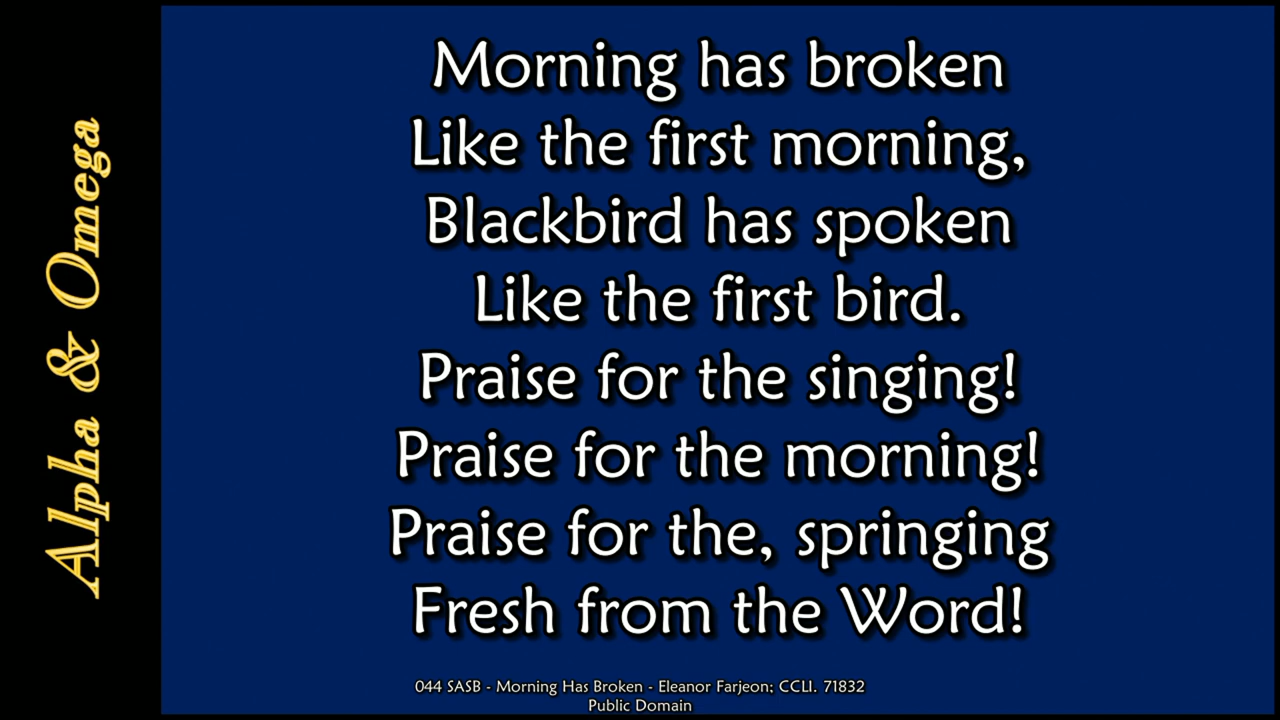 Alpha & Omega
Morning has broken
Like the first morning,
Blackbird has spoken
Like the first bird.
Praise for the singing!
Praise for the morning!
Praise for the, springing
Fresh from the Word!
044 SASB - Morning Has Broken - Eleanor Farjeon; CCLI. 71832
Public Domain